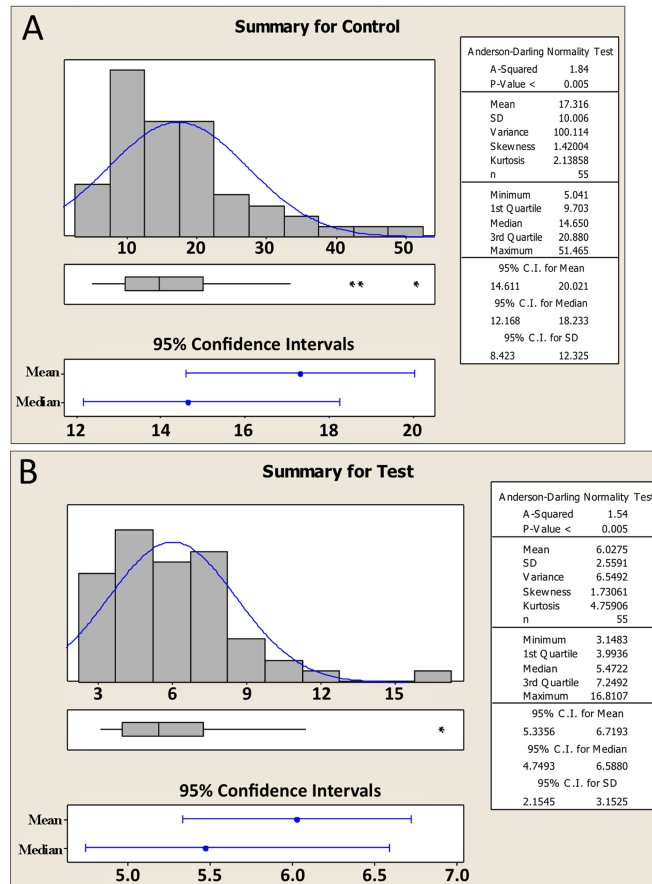 A
Summary for Control
10 20 30 40 50
* * *
95% Confidence Intervals
Mean
Median
12 14 16 18 20
Anderson-Darling Normality Test
A-Squared 1.84
P-Value < 0.005
Mean 17.316
SD 10.006
Variance 100.114
Skewness 1.42004
Kurtosis 2.13858
n 55
Minimum 5.041
1st Quartile 9.703
Median 14.650
3rd Quartile 20.880
Maximum 51.465
95% C.I. for Mean
14.611 20.021
95% C.I. for Median
12.168 18.233
95% C.I. for SD
8.423 12.325
B
Summary for Test
3 6 9 12 15
*
95% Confidence Intervals
Mean
Median
5.0 5.5 6.0 6.5 7.0
Anderson-Darling Normality Test
A-Squared 1.54
P-Value < 0.005
Mean 6.0275
SD 2.5591
Variance 6.5492
Skewness 1.73061
Kurtosis 4.75906
n 55
Minimum 3.1483
1st Quartile 3.9936
Median 5.4722
3rd Quartile 7.2492
Maximum 16.8107
95% C.I. for Mean
5.3356 6.7193
95% C.I. for Median
4.7493 6.5880
95% C.I. for SD
2.1545 3.1525